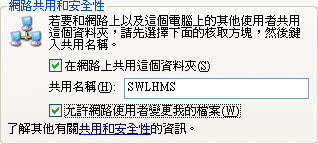 網路共用和安全性
若要和網路上以及這個電腦上的其他使用者共用
這個資料夾，請先選擇下面的核取方塊，然後鍵
入共用名稱。
在網路上共用這個資料夾(S)
共用名稱(H): SWLHMS
允許網路使用者變更我的檔案(W)
了解其他有關共用和安全性的資訊。